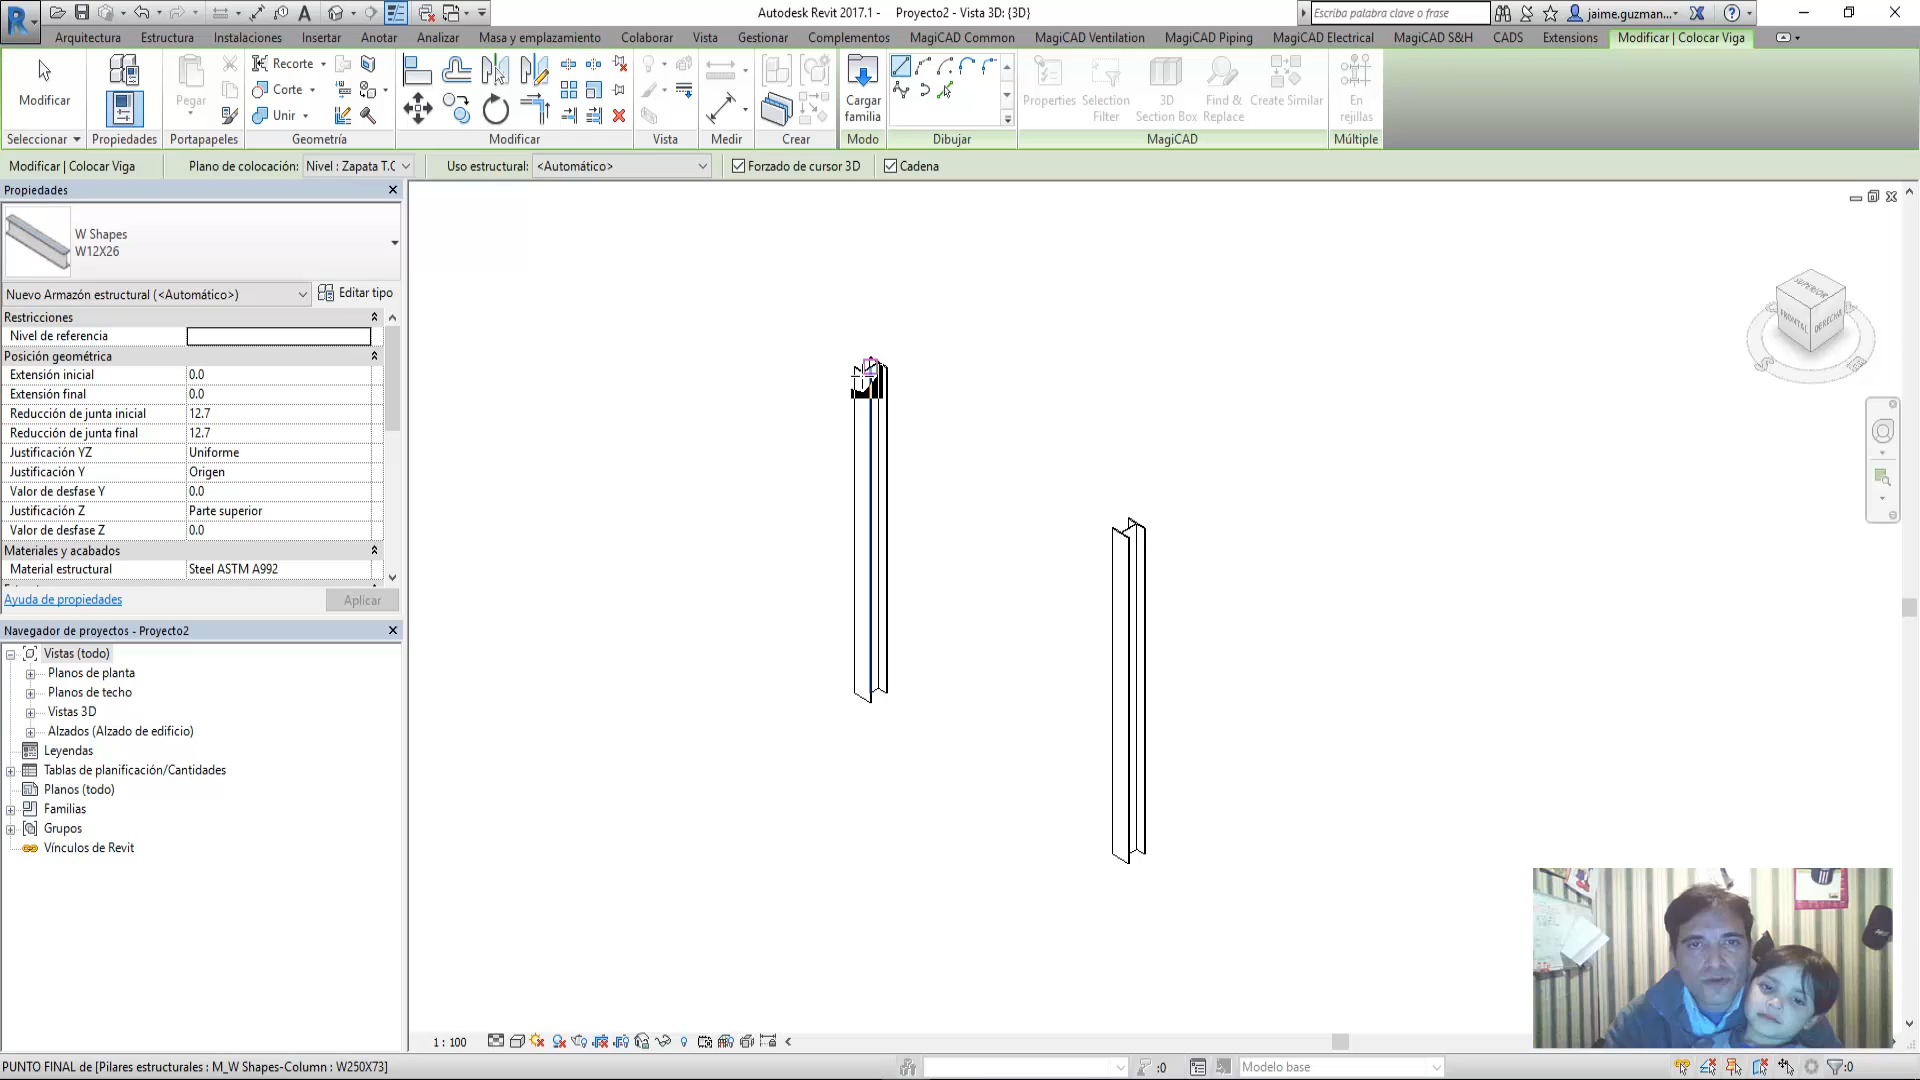 Autodesk Revit 2017.1 - Proyecto2 - Vista 3D: {3D}
Escriba palabra clave o frase
jaime.guzman...
Arquitectura Estructura Instalaciones Insertar Anotar Analizar Masa y emplazamiento Colaborar Vista Gestionar Complementos MagiCAD Common MagiCAD Ventilation MagiCAD Piping MagiCAD Electrical MagiCAD S&H CADS Extensions Modificar | Colocar Viga
Modificar
Pegar
Recorte
Corte
Unir
Cargar
familia
Properties
Selection
Filter
3D
Section Box
Find &
Replace
Create Similar
En
rejillas
Seleccionar Propiedades Portapapeles Geometría Modificar Vista Medir Crear Modo Dibujar MagiCAD Múltiple
Modificar | Colocar Viga Plano de colocación: Nivel : Zapata T.C Uso estructural: <Automático> Forzado de cursor 3D Cadena
Propiedades
W Shapes
W12X26
Nuevo Armazón estructural (<Automático>) Editar tipo
Restricciones
Nivel de referencia
Posición geométrica
Extensión inicial 0.0
Extensión final 0.0
Reducción de junta inicial 12.7
Reducción de junta final 12.7
Justificación YZ Uniforme
Justificación Y Origen
Valor de desfase Y 0.0
Justificación Z Parte superior
Valor de desfase Z 0.0
Materiales y acabados
Material estructural Steel ASTM A992
Ayuda de propiedades Aplicar
Navegador de proyectos - Proyecto2
Vistas (todo)
Planos de planta
Planos de techo
Vistas 3D
Alzados (Alzado de edificio)
Leyendas
Tablas de planificación/Cantidades
Planos (todo)
Familias
Grupos
Vínculos de Revit
SUPERIOR
FRONTAL
DERECHA
1 : 100
PUNTO FINAL de [Pilares estructurales : M_W Shapes-Column : W250X73]
:0
Modelo base
:0